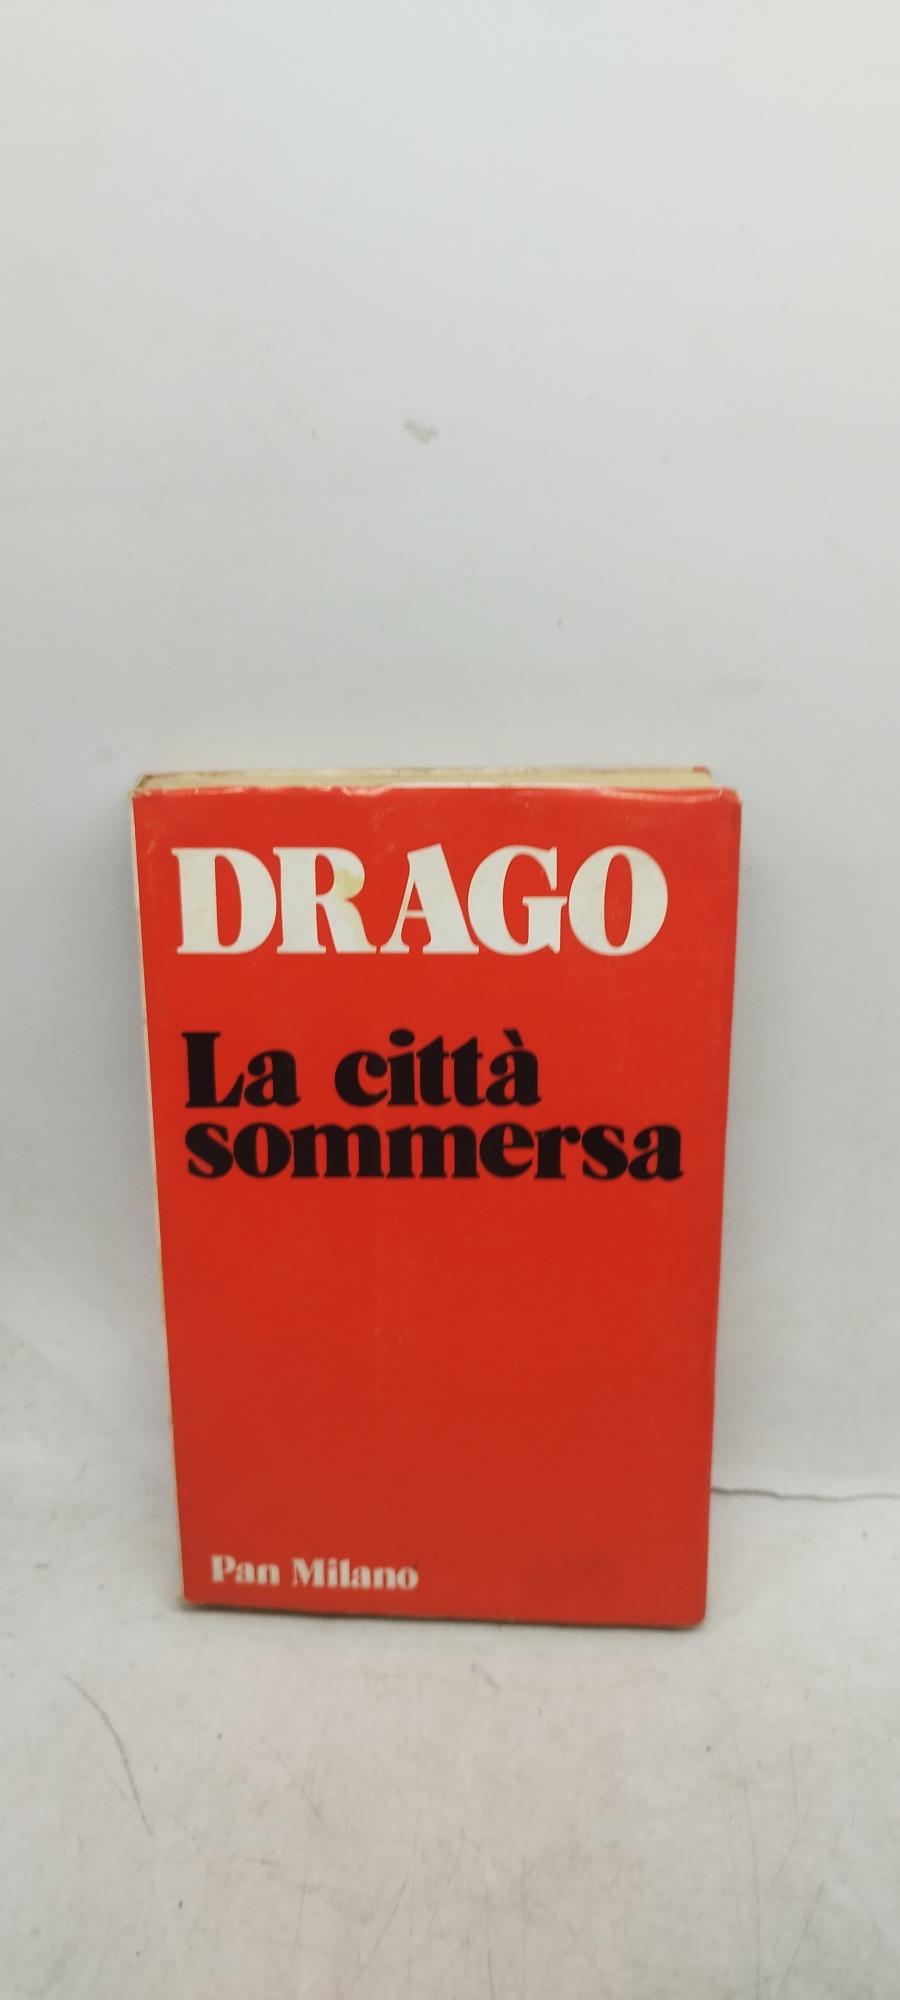 DRAGO
La città
sommersa
Pan Milano